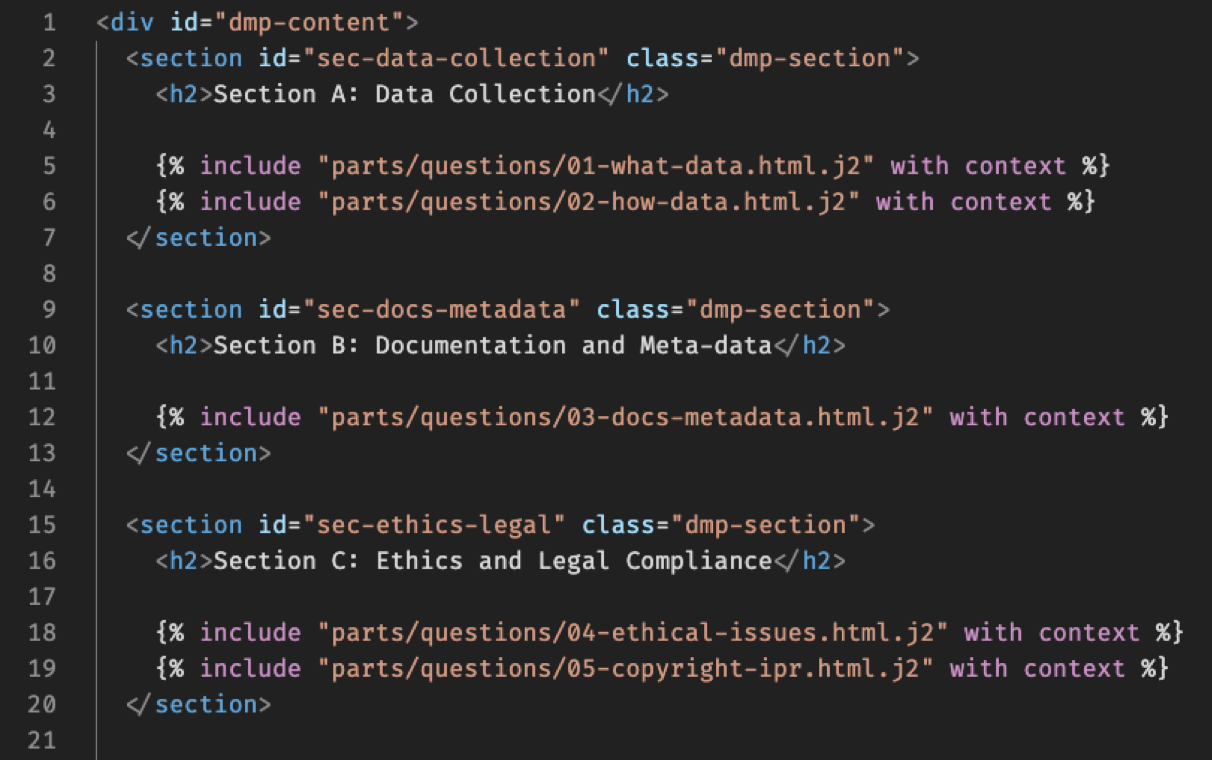 1 <div id="dmp-content">
2 <section id="sec-data-collection" class="dmp-section">
3 <h2>Section A: Data Collection</h2>
4
5 {% include "parts/questions/01-what-data.html.j2" with context %}
6 {% include "parts/questions/02-how-data.html.j2" with context %}
7 </section>
8
9 <section id="sec-docs-metadata" class="dmp-section">
10 <h2>Section B: Documentation and Meta-data</h2>
11
12 {% include "parts/questions/03-docs-metadata.html.j2" with context %}
13 </section>
14
15 <section id="sec-ethics-legal" class="dmp-section">
16 <h2>Section C: Ethics and Legal Compliance</h2>
17
18 {% include "parts/questions/04-ethical-issues.html.j2" with context %}
19 {% include "parts/questions/05-copyright-ipr.html.j2" with context %}
20 </section>
21